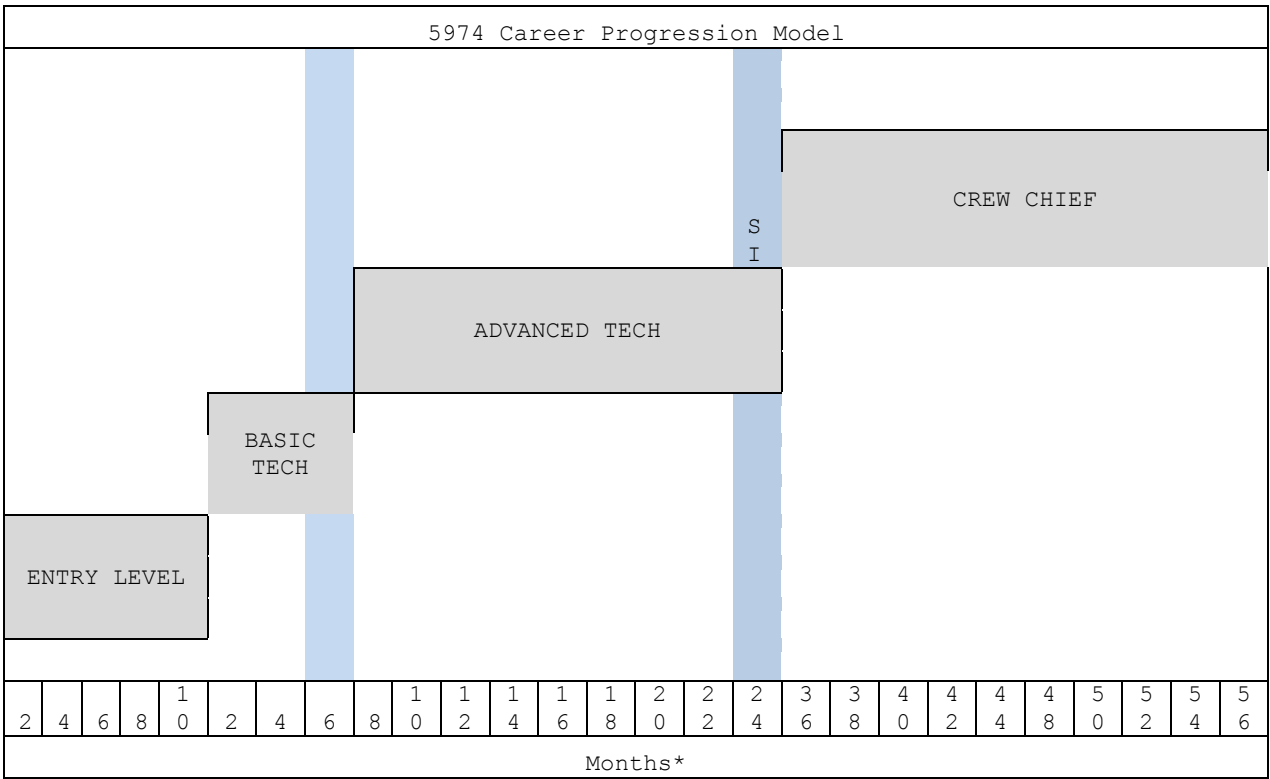 5974 Career Progression Model
CREW CHIEF
S
I
ADVANCED TECH
BASIC
TECH
ENTRY LEVEL
2 4 6 8 10 2 4 6 8 10 12 14 16 18 20 22 24 36 38 40 42 44 48 50 52 54 56
Months*